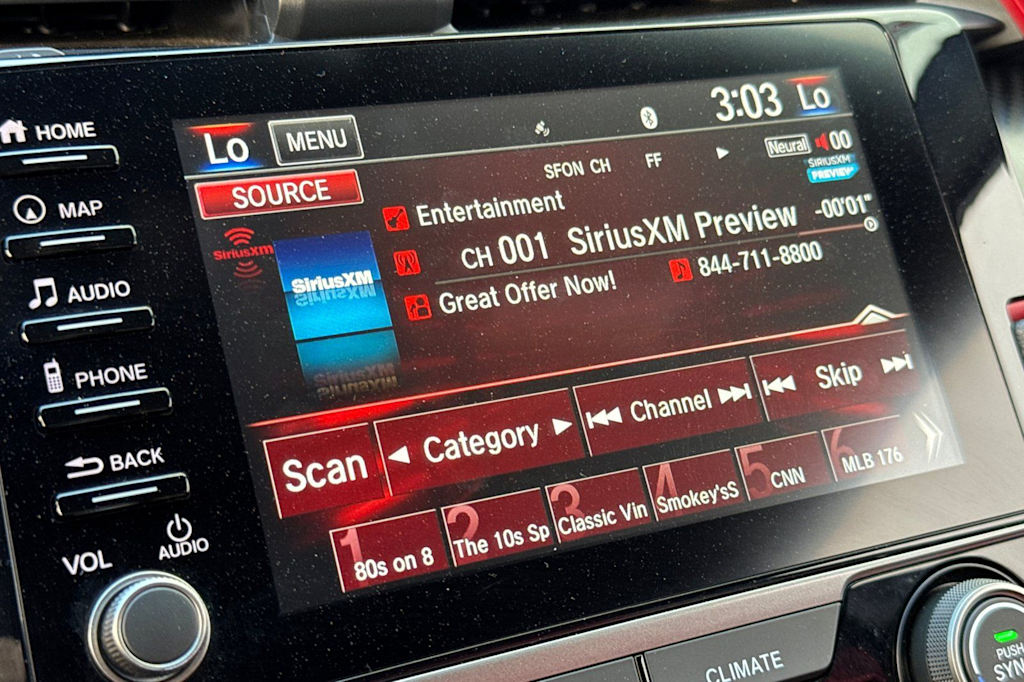 HOME
MAP
AUDIO
PHONE
BACK
VOL
AUDIO
Lo
MENU
3:03
Lo
SOURCE
SFON CH
FF
Neural
00
SIRIUSXM
PREVIEW
SiriusXM
SiriusXM
Entertainment
CH 001 SiriusXM Preview
-00'01"
Great Offer Now!
844-711-8800
Scan
Category
Channel
Skip
1
80s on 8
2
The 10s Sp
3
Classic Vin
4
Smokey'sS
5
CNN
6
MLB 176
CLIMATE
PUSH
SYN